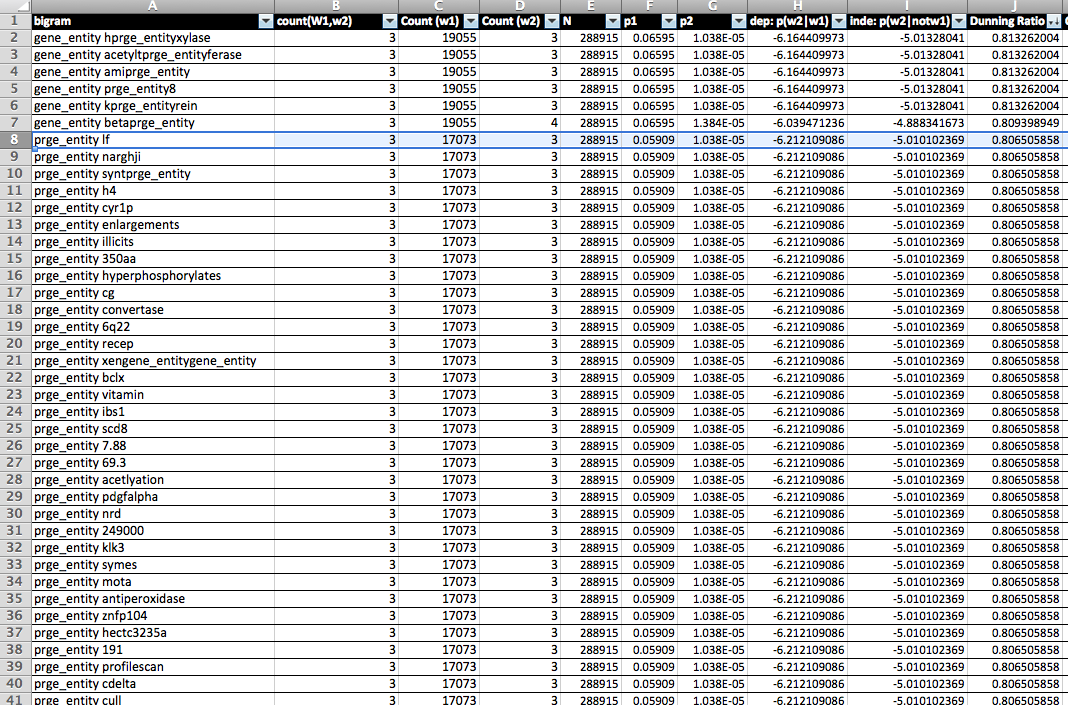 A B C D E F G H I J
1 bigram count(W1,w2) Count (w1) Count (w2) N p1 p2 dep: p(w2|w1) inde: p(w2|notw1) Dunning Ratio
2 gene_entity hprge_entityxylase 3 19055 3 288915 0.06595 1.038E-05 -6.164409973 -5.01328041 0.813262004
3 gene_entity acetyltprge_entityferase 3 19055 3 288915 0.06595 1.038E-05 -6.164409973 -5.01328041 0.813262004
4 gene_entity amiprge_entity 3 19055 3 288915 0.06595 1.038E-05 -6.164409973 -5.01328041 0.813262004
5 gene_entity prge_entity8 3 19055 3 288915 0.06595 1.038E-05 -6.164409973 -5.01328041 0.813262004
6 gene_entity kprge_entityrein 3 19055 3 288915 0.06595 1.038E-05 -6.164409973 -5.01328041 0.813262004
7 gene_entity betaprge_entity 3 19055 4 288915 0.06595 1.384E-05 -6.039471236 -4.888341673 0.809398949
8 prge_entity lf 3 17073 3 288915 0.05909 1.038E-05 -6.212109086 -5.010102369 0.806505858
9 prge_entity narghji 3 17073 3 288915 0.05909 1.038E-05 -6.212109086 -5.010102369 0.806505858
10 prge_entity syntprge_entity 3 17073 3 288915 0.05909 1.038E-05 -6.212109086 -5.010102369 0.806505858
11 prge_entity h4 3 17073 3 288915 0.05909 1.038E-05 -6.212109086 -5.010102369 0.806505858
12 prge_entity cyr1p 3 17073 3 288915 0.05909 1.038E-05 -6.212109086 -5.010102369 0.806505858
13 prge_entity enlargements 3 17073 3 288915 0.05909 1.038E-05 -6.212109086 -5.010102369 0.806505858
14 prge_entity illicits 3 17073 3 288915 0.05909 1.038E-05 -6.212109086 -5.010102369 0.806505858
15 prge_entity 350aa 3 17073 3 288915 0.05909 1.038E-05 -6.212109086 -5.010102369 0.806505858
16 prge_entity hyperphosphorylates 3 17073 3 288915 0.05909 1.038E-05 -6.212109086 -5.010102369 0.806505858
17 prge_entity cg 3 17073 3 288915 0.05909 1.038E-05 -6.212109086 -5.010102369 0.806505858
18 prge_entity convertase 3 17073 3 288915 0.05909 1.038E-05 -6.212109086 -5.010102369 0.806505858
19 prge_entity 6q22 3 17073 3 288915 0.05909 1.038E-05 -6.212109086 -5.010102369 0.806505858
20 prge_entity recep 3 17073 3 288915 0.05909 1.038E-05 -6.212109086 -5.010102369 0.806505858
21 prge_entity xengene_entitygene_entity 3 17073 3 288915 0.05909 1.038E-05 -6.212109086 -5.010102369 0.806505858
22 prge_entity bclx 3 17073 3 288915 0.05909 1.038E-05 -6.212109086 -5.010102369 0.806505858
23 prge_entity vitamin 3 17073 3 288915 0.05909 1.038E-05 -6.212109086 -5.010102369 0.806505858
24 prge_entity ibs1 3 17073 3 288915 0.05909 1.038E-05 -6.212109086 -5.010102369 0.806505858
25 prge_entity scd8 3 17073 3 288915 0.05909 1.038E-05 -6.212109086 -5.010102369 0.806505858
26 prge_entity 7.88 3 17073 3 288915 0.05909 1.038E-05 -6.212109086 -5.010102369 0.806505858
27 prge_entity 69.3 3 17073 3 288915 0.05909 1.038E-05 -6.212109086 -5.010102369 0.806505858
28 prge_entity acetlyation 3 17073 3 288915 0.05909 1.038E-05 -6.212109086 -5.010102369 0.806505858
29 prge_entity pdgfalpha 3 17073 3 288915 0.05909 1.038E-05 -6.212109086 -5.010102369 0.806505858
30 prge_entity nrd 3 17073 3 288915 0.05909 1.038E-05 -6.212109086 -5.010102369 0.806505858
31 prge_entity 249000 3 17073 3 288915 0.05909 1.038E-05 -6.212109086 -5.010102369 0.806505858
32 prge_entity klk3 3 17073 3 288915 0.05909 1.038E-05 -6.212109086 -5.010102369 0.806505858
33 prge_entity symes 3 17073 3 288915 0.05909 1.038E-05 -6.212109086 -5.010102369 0.806505858
34 prge_entity mota 3 17073 3 288915 0.05909 1.038E-05 -6.212109086 -5.010102369 0.806505858
35 prge_entity antiperoxidase 3 17073 3 288915 0.05909 1.038E-05 -6.212109086 -5.010102369 0.806505858
36 prge_entity znfp104 3 17073 3 288915 0.05909 1.038E-05 -6.212109086 -5.010102369 0.806505858
37 prge_entity hectc3235a 3 17073 3 288915 0.05909 1.038E-05 -6.212109086 -5.010102369 0.806505858
38 prge_entity 191 3 17073 3 288915 0.05909 1.038E-05 -6.212109086 -5.010102369 0.806505858
39 prge_entity profilescan 3 17073 3 288915 0.05909 1.038E-05 -6.212109086 -5.010102369 0.806505858
40 prge_entity cdelta 3 17073 3 288915 0.05909 1.038E-05 -6.212109086 -5.010102369 0.806505858
41 prge_entity cull 3 17073 3 288915 0.05909 1.038E-05 -6.212109086 -5.010102369 0.806505858